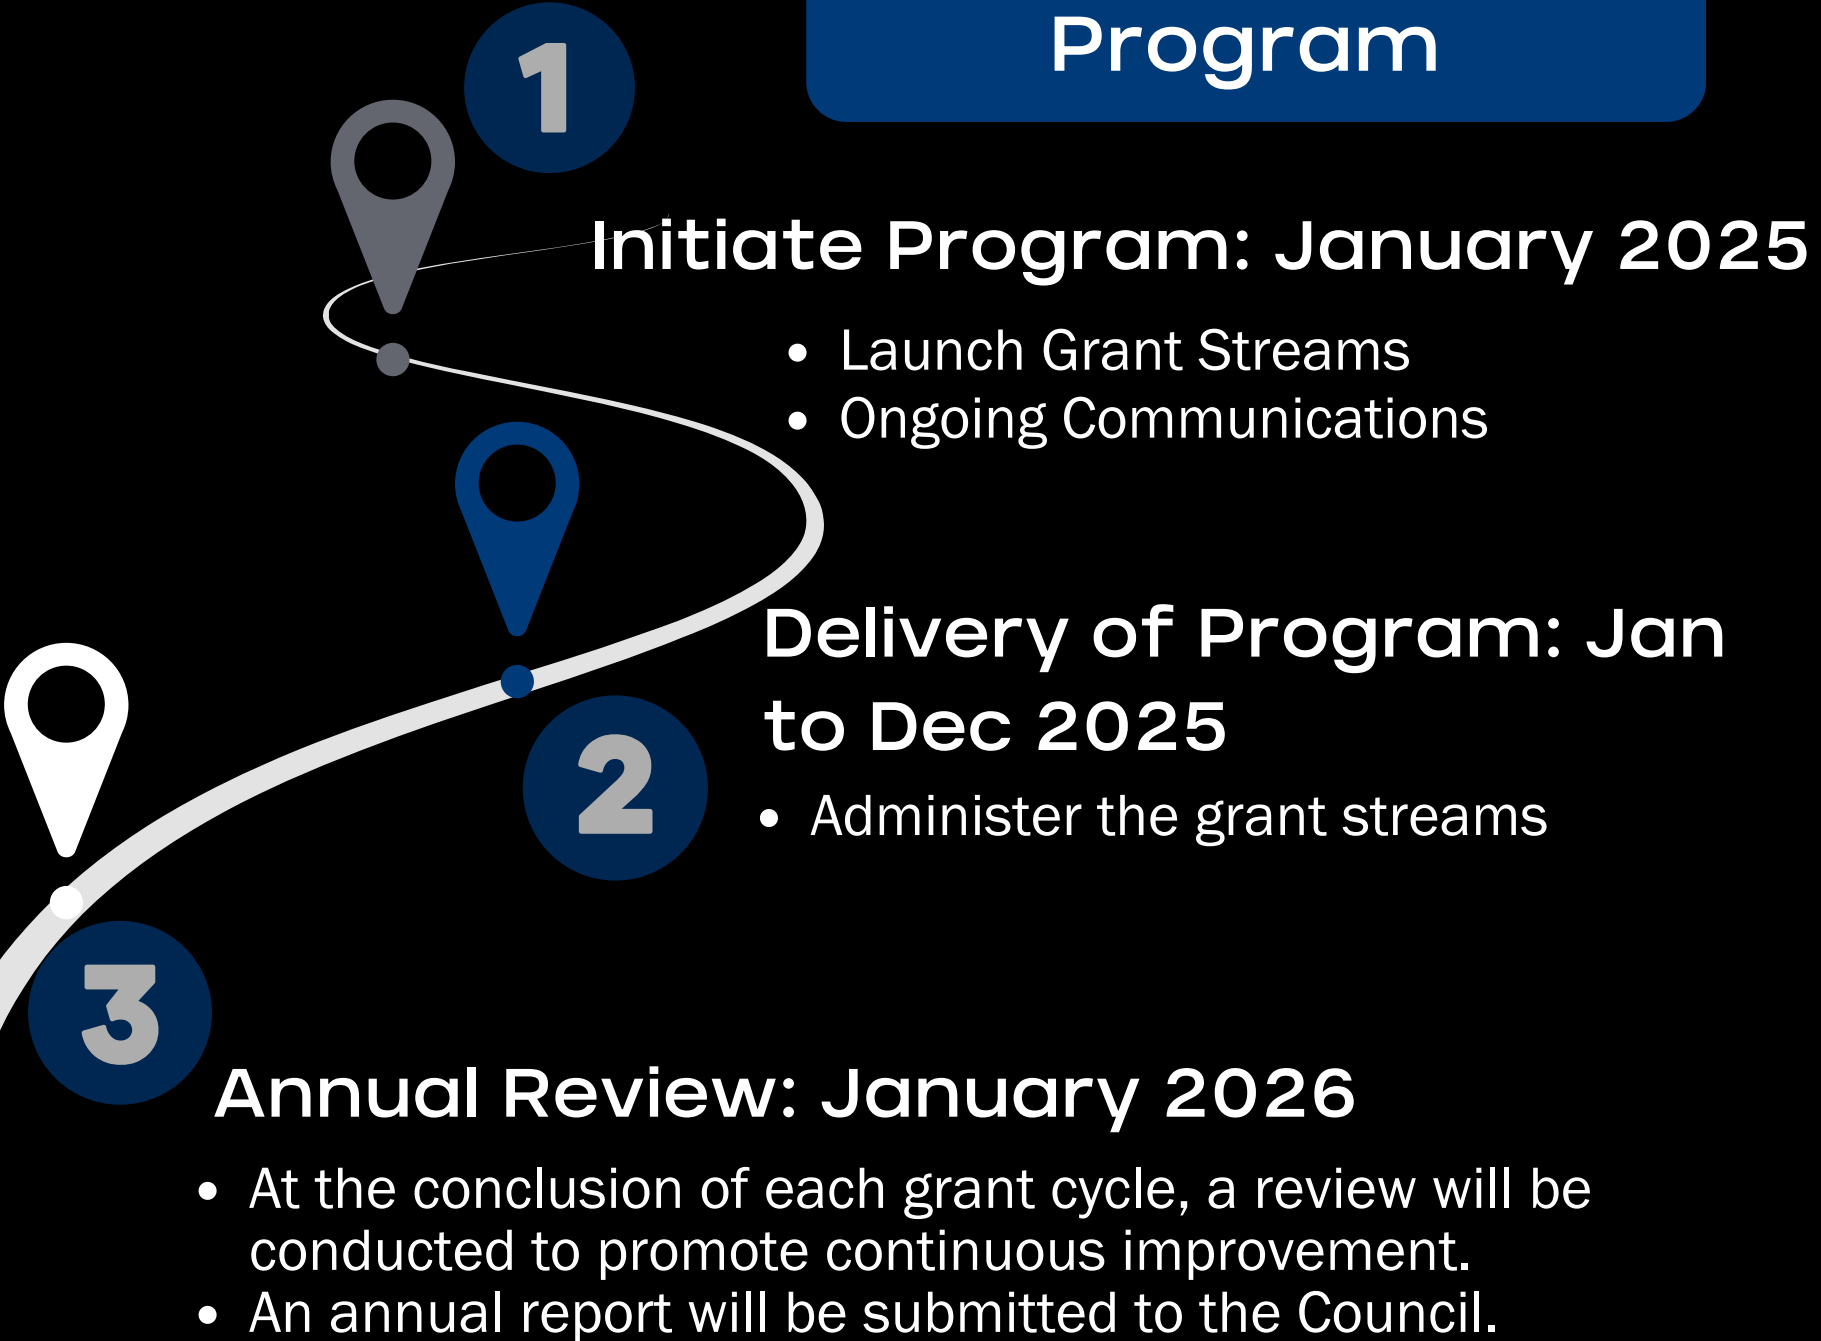 Program
1
Initiate Program: January 2025
• Launch Grant Streams
• Ongoing Communications
Delivery of Program: Jan
to Dec 2025
2
• Administer the grant streams
3
Annual Review: January 2026
• At the conclusion of each grant cycle, a review will be
conducted to promote continuous improvement.
• An annual report will be submitted to the Council.